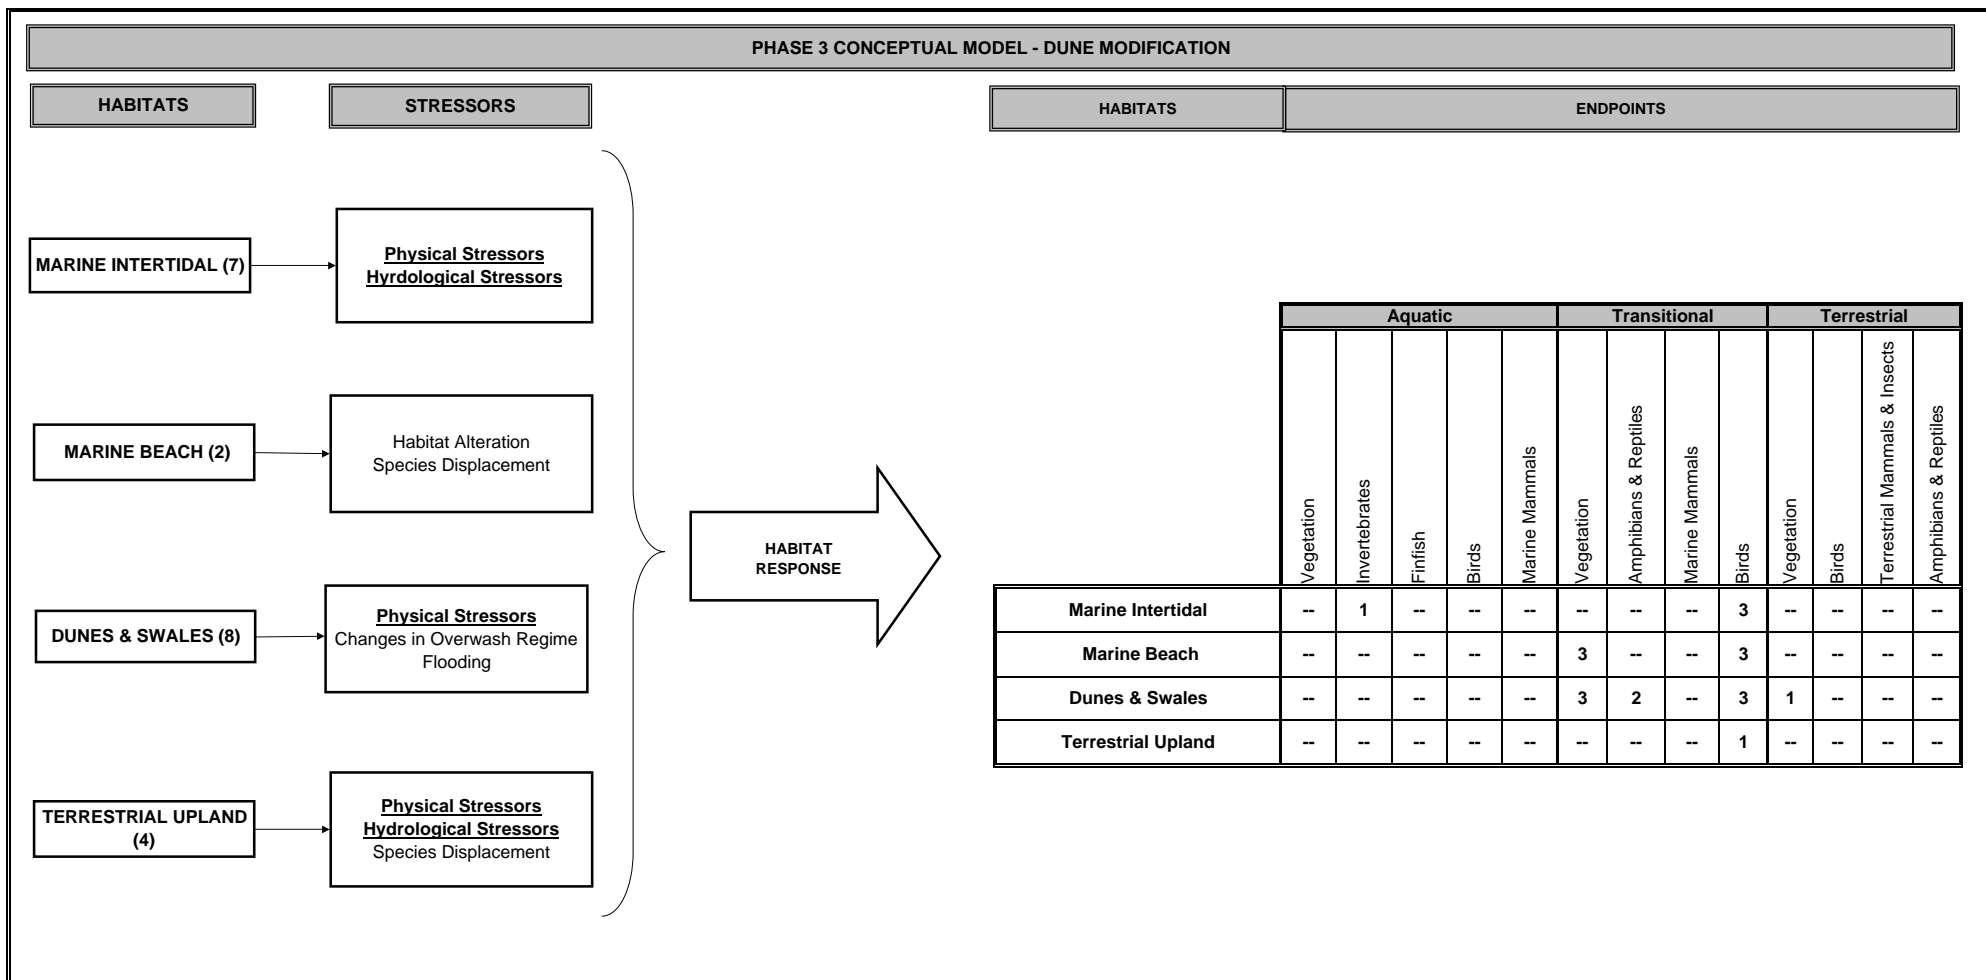 PHASE 3 CONCEPTUAL MODEL - DUNE MODIFICATION
HABITATS
STRESSORS
HABITATS
ENDPOINTS
MARINE INTERTIDAL (7)
Physical Stressors
Hyrdological Stressors
MARINE BEACH (2)
Habitat Alteration
Species Displacement
DUNES & SWALES (8)
Physical Stressors
Changes in Overwash Regime
Flooding
TERRESTRIAL UPLAND
(4)
Physical Stressors
Hydrological Stressors
Species Displacement
HABITAT
RESPONSE
Aquatic Transitional Terrestrial
Vegetation
Invertebrates
Finfish
Birds
Marine Mammals
Vegetation
Amphibians & Reptiles
Marine Mammals
Birds
Vegetation
Birds
Terrestrial Mammals & Insects
Amphibians & Reptiles
Marine Intertidal -- 1 -- -- -- -- -- -- 3 -- -- -- --
Marine Beach -- -- -- -- -- 3 -- -- 3 -- -- -- --
Dunes & Swales -- -- -- -- -- 3 2 -- 3 1 -- -- --
Terrestrial Upland -- -- -- -- -- -- -- -- 1 -- -- -- --